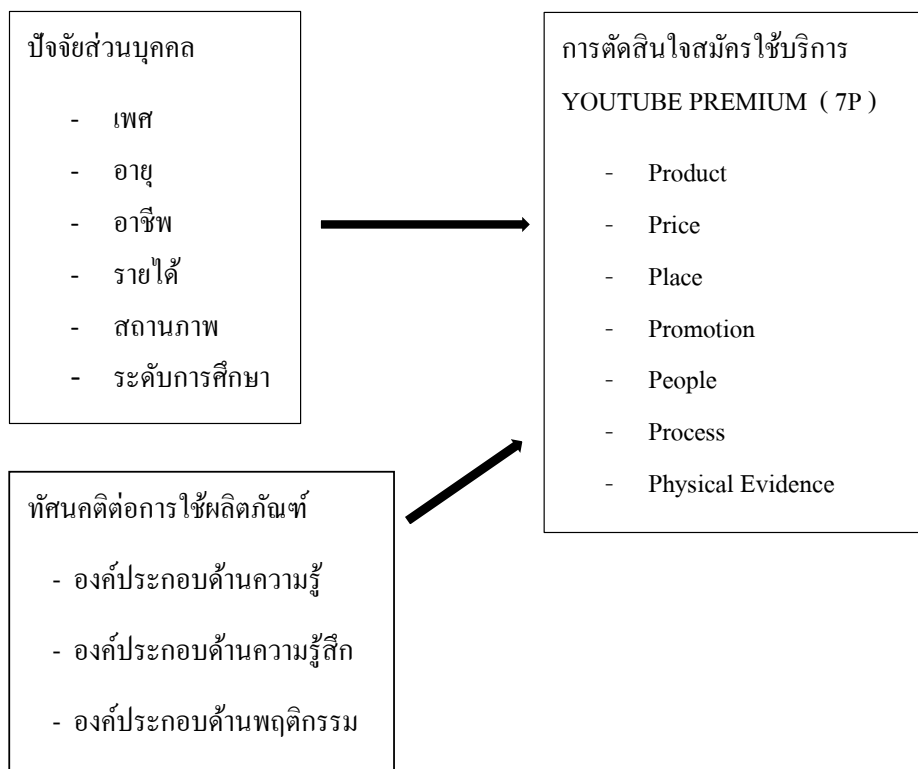 ปัจจัยส่วนบุคคล
- เพศ
- อายุ
- อาชีพ
- รายได้
- สถานภาพ
- ระดับการศึกษา
ทัศนคติต่อการใช้ผลิตภัณฑ์
- องค์ประกอบด้านความรู้
- องค์ประกอบด้านความรู้สึก
- องค์ประกอบด้านพฤติกรรม
การตัดสินใจสมัครใช้บริการ
YOUTUBE PREMIUM ( 7P )
- Product
- Price
- Place
- Promotion
- People
- Process
- Physical Evidence